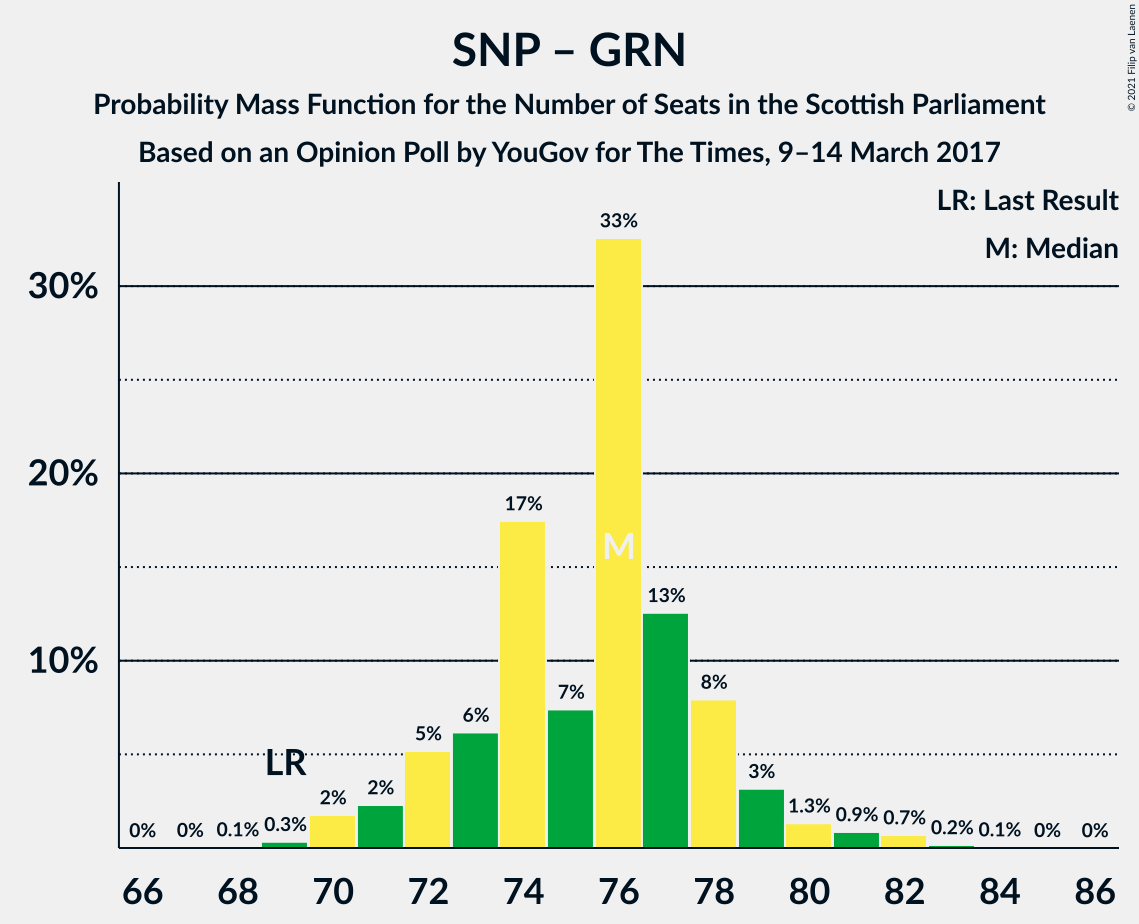 SNP – GRN
Probability Mass Function for the Number of Seats in the Scottish Parliament
Based on an Opinion Poll by YouGov for The Times, 9–14 March 2017
© 2021 Filip van Laenen
LR: Last Result
M: Median
30%
20%
10%
0% 0% 0.1% 0.3% 2% 2% 5% 6% 17% 7% 33% 13% 8% 3% 1.3% 0.9% 0.7% 0.2% 0.1% 0% 0%
LR
M
66 68 70 72 74 76 78 80 82 84 86